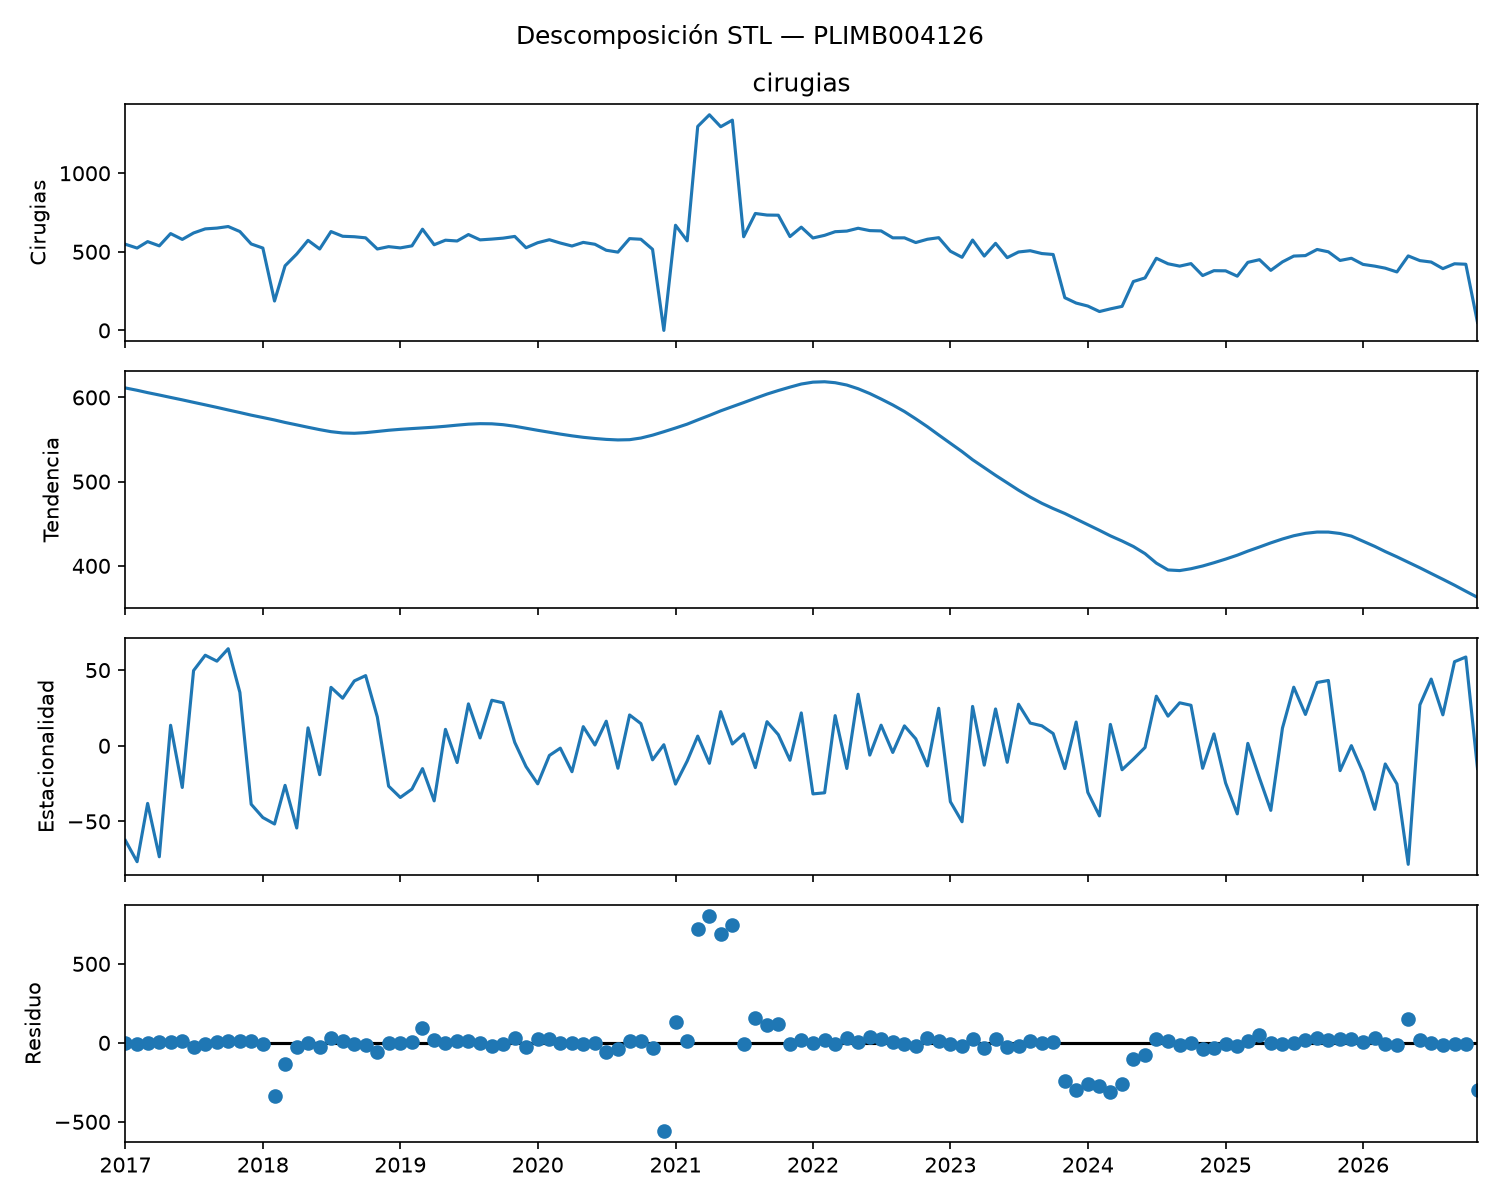 Descomposición STL — PLIMB004126
cirugias
Cirugias
1000
500
0
Tendencia
600
500
400
Estacionalidad
50
0
−50
Residuo
500
0
−500
2017 2018 2019 2020 2021 2022 2023 2024 2025 2026